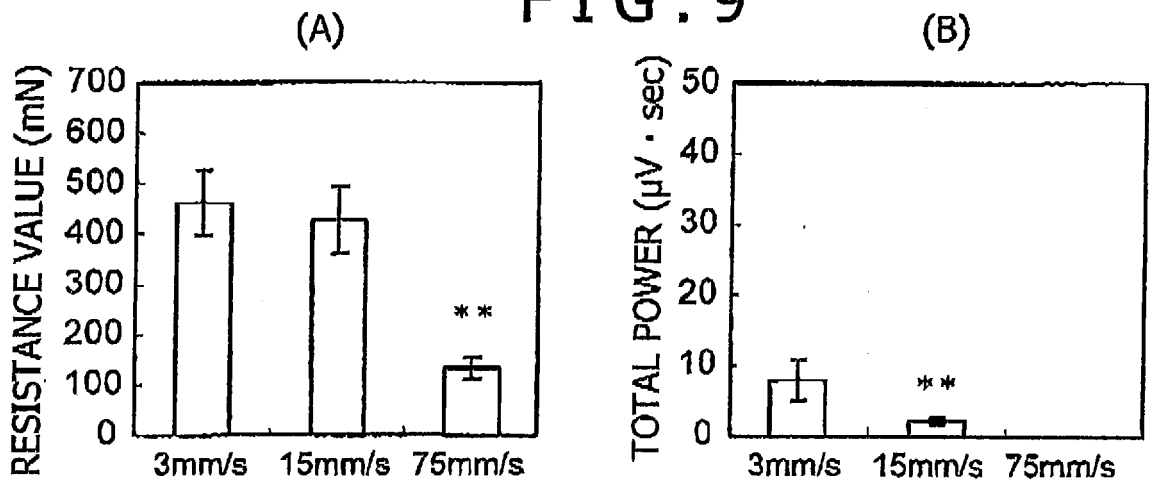 FIG.9
(A)
RESISTANCE VALUE (mN)
700
600
500
400
300
200
100
0
**
3mm/s 15mm/s 75mm/s
(B)
TOTAL POWER (µV・sec)
50
40
30
20
10
0
**
3mm/s 15mm/s 75mm/s